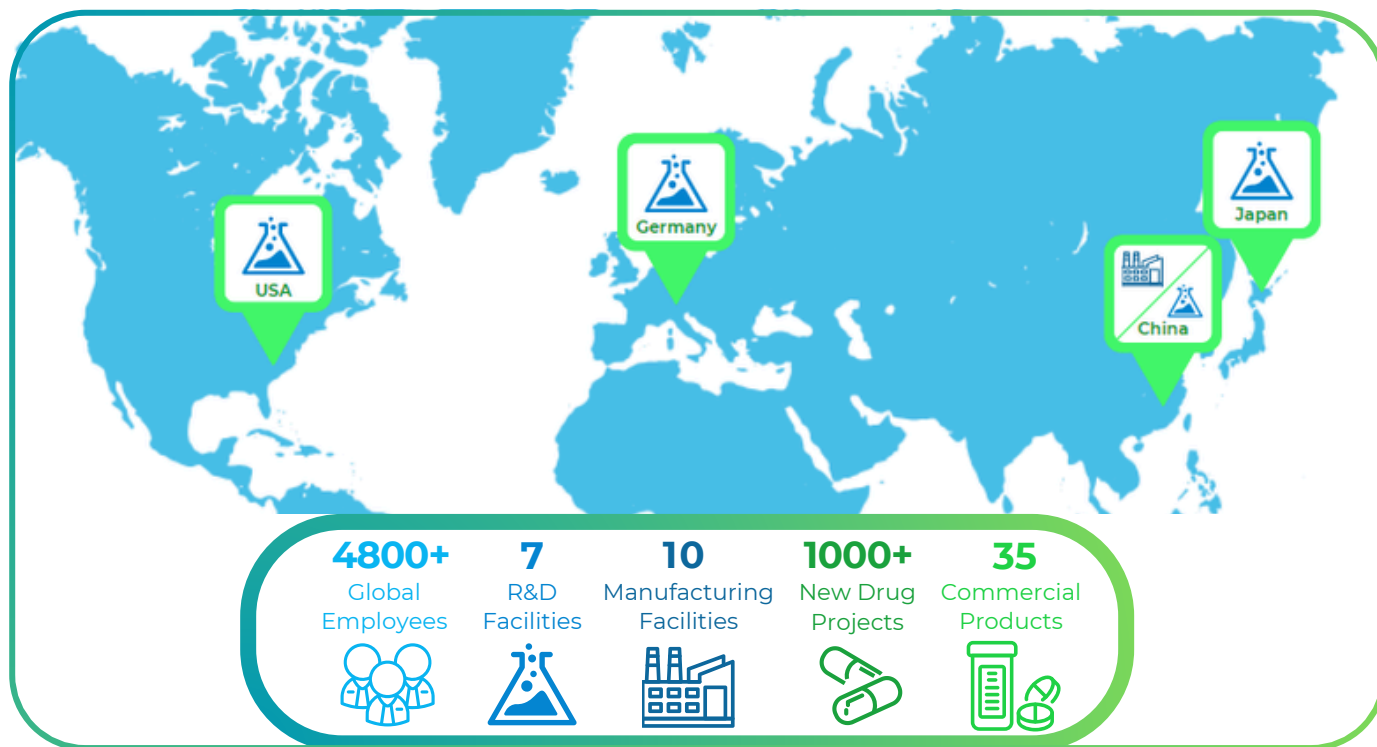 USA
Germany
Japan
China
4800+
Global
Employees
7
R&D
Facilities
10
Manufacturing
Facilities
1000+
New Drug
Projects
35
Commercial
Products